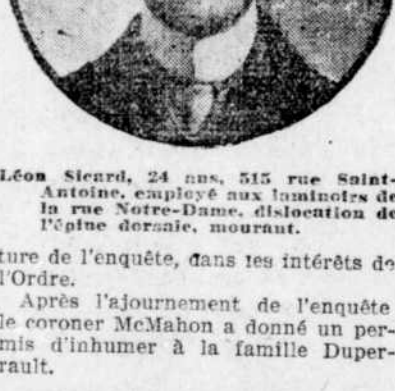 Léon Sicard, 24 ans, 515 rue Saint-
Antoine, employé aux laminoirs de
la rue Notre-Dame, dislocation de
l'épine dorsale, mourant.
ture de l'enquête, dans les intérêts de
l'Ordre.
Après l'ajournement de l'enquête
le coroner McMahon a donné un per-
mis d'inhumer à la famille Duper-
rault.